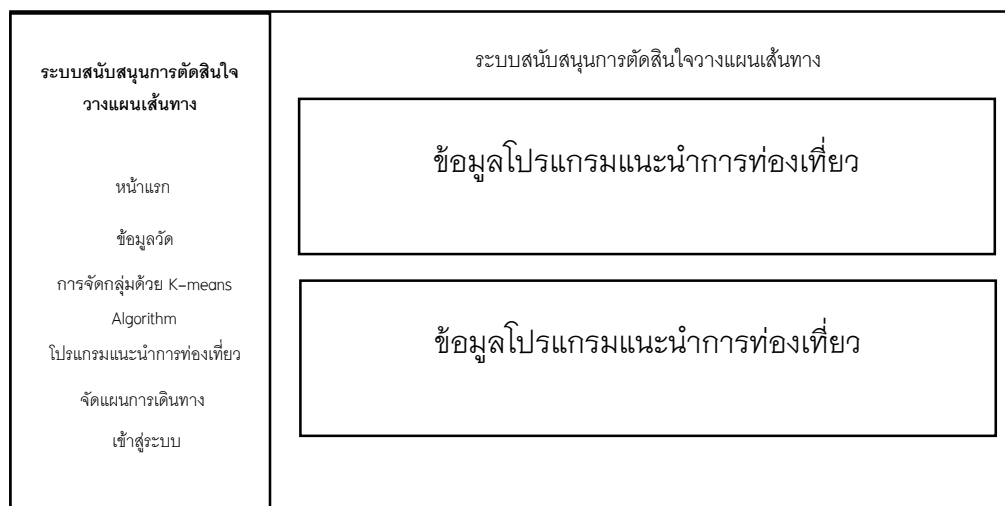 ระบบสนับสนุนการตัดสินใจ
วางแผนเส้นทาง
หน้าแรก
ข้อมูลวัด
การจัดกลุ่มด้วย K-means
Algorithm
โปรแกรมแนะนำการท่องเที่ยว
จัดแผนการเดินทาง
เข้าสู่ระบบ
ระบบสนับสนุนการตัดสินใจวางแผนเส้นทาง
ข้อมูลโปรแกรมแนะนำการท่องเที่ยว
ข้อมูลโปรแกรมแนะนำการท่องเที่ยว